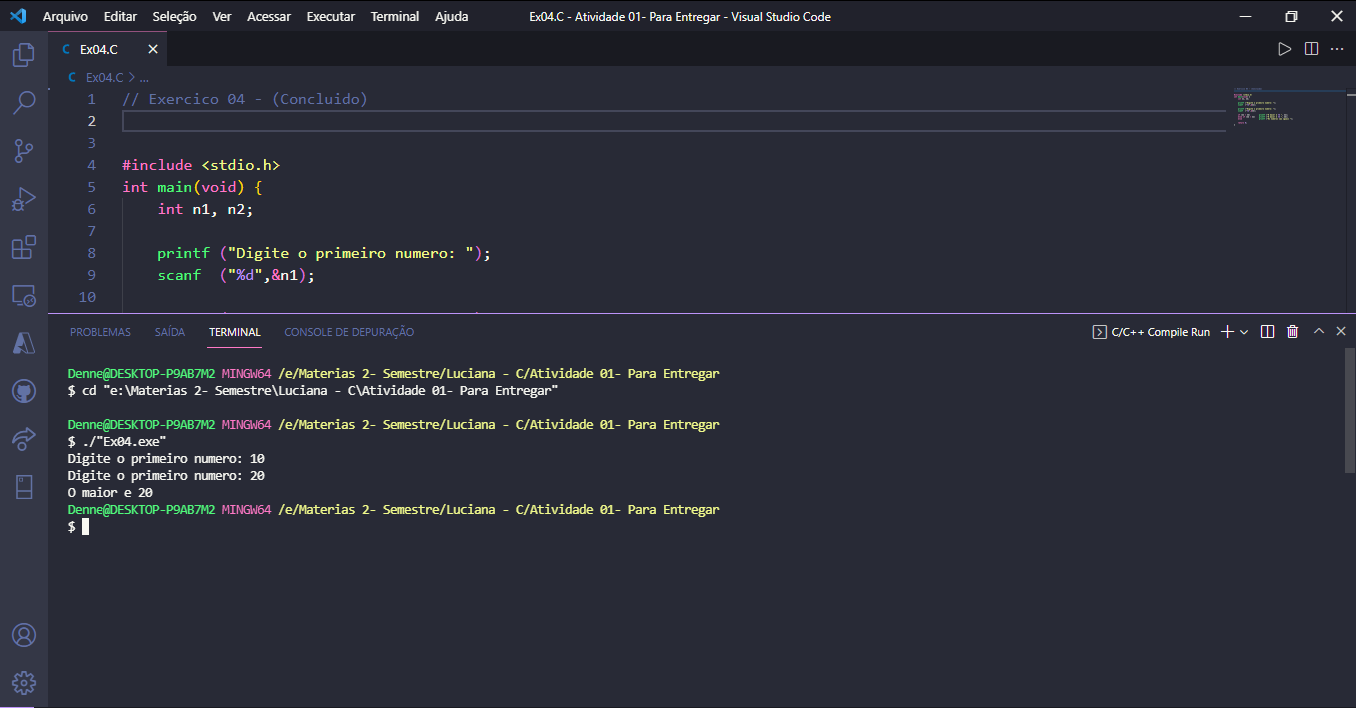 Arquivo Editar Seleção Ver Acessar Executar Terminal Ajuda Ex04.C - Atividade 01- Para Entregar - Visual Studio Code
C Ex04.C
C Ex04.C > ...
1 // Exercico 04 - (Concluido)
2
3
4 #include <stdio.h>
5 int main(void) {
6 int n1, n2;
7
8 printf ("Digite o primeiro numero: ");
9 scanf ("%d",&n1);
10
PROBLEMAS SAÍDA TERMINAL CONSOLE DE DEPURAÇÃO C/C++ Compile Run
Denne@DESKTOP-P9AB7M2 MINGW64 /e/Materias 2- Semestre/Luciana - C/Atividade 01- Para Entregar
$ cd "e:\Materias 2- Semestre\Luciana - C\Atividade 01- Para Entregar"
Denne@DESKTOP-P9AB7M2 MINGW64 /e/Materias 2- Semestre/Luciana - C/Atividade 01- Para Entregar
$ ./"Ex04.exe"
Digite o primeiro numero: 10
Digite o primeiro numero: 20
O maior e 20
Denne@DESKTOP-P9AB7M2 MINGW64 /e/Materias 2- Semestre/Luciana - C/Atividade 01- Para Entregar
$